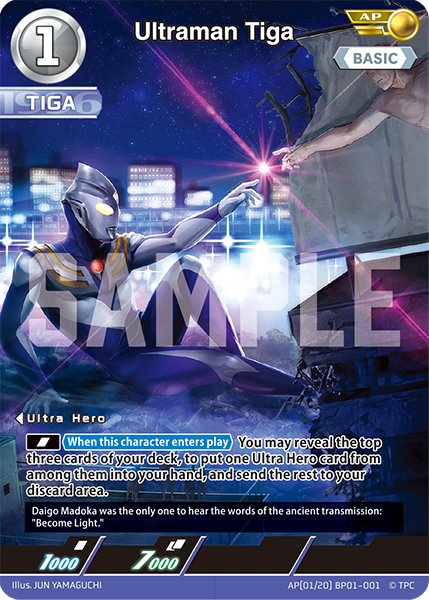 1
Ultraman Tiga
AP
BASIC
1996
TIGA
SAMPLE
Ultra Hero
When this character enters play You may reveal the top
three cards of your deck, to put one Ultra Hero card from
among them into your hand, and send the rest to your
discard area.
Daigo Madoka was the only one to hear the words of the ancient transmission:
"Become Light."
1000
7000
Illus. JUN YAMAGUCHI
AP[01/20] BP01-001 © TPC